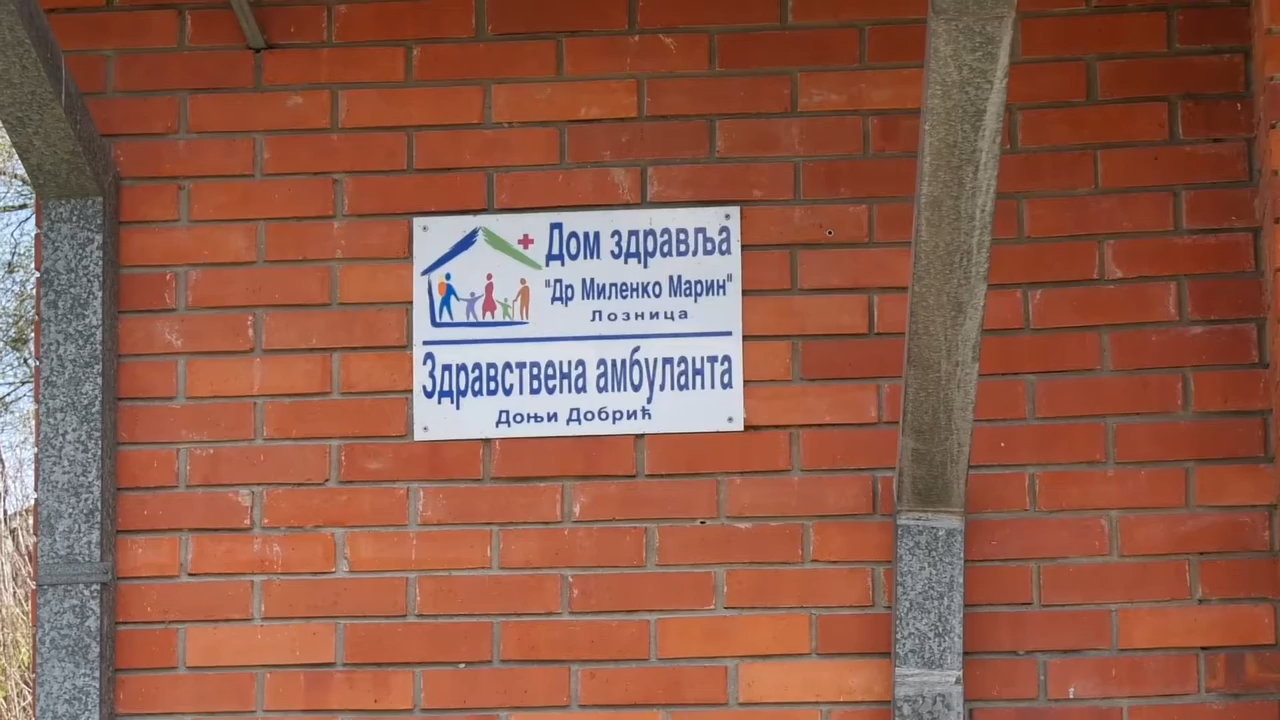 Дом здравља
"Др Миленко Марин"
Лозница
Здравствена амбуланта
Доњи Добрић